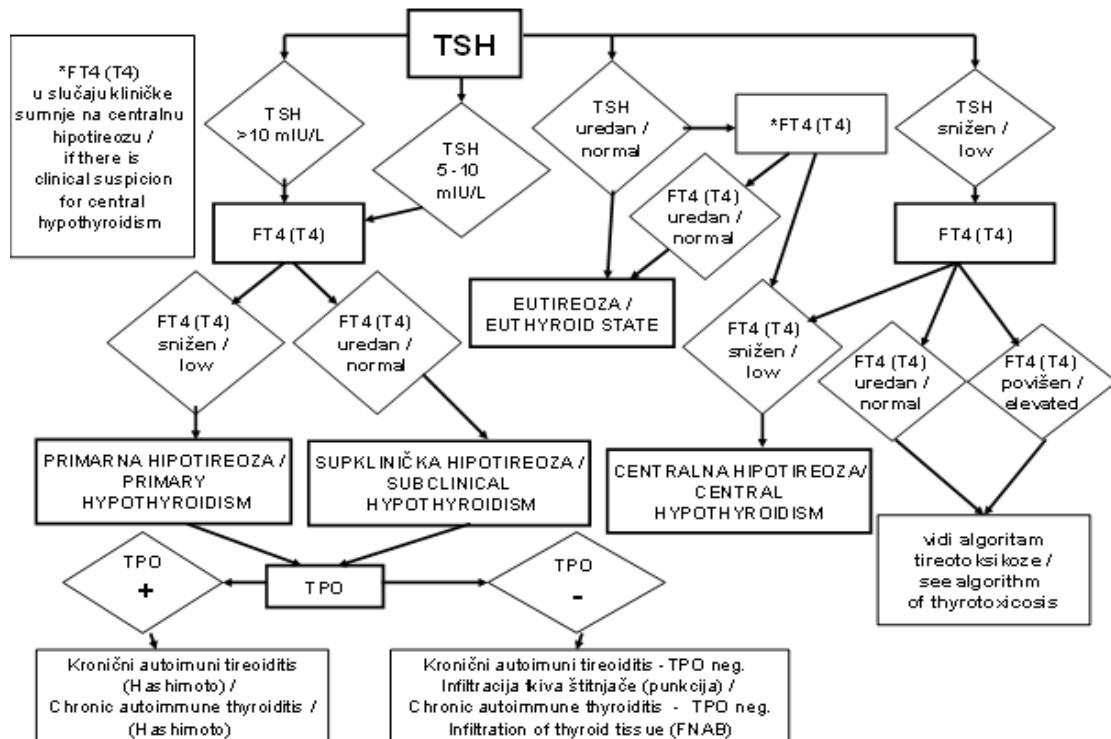 TSH
*FT4 (T4)
u slučaju kliničke
sumnje na centralnu
hipotireozu /
if there is
clinical suspicion
for central
hypothyroidism
TSH
>10 mIU/L
TSH
5 - 10
mIU/L
TSH
uredan /
normal
*FT4 (T4)
TSH
snižen /
low
FT4 (T4)
FT4 (T4)
uredan /
normal
FT4 (T4)
EUTIREOZA /
EUTHYROID STATE
FT4 (T4)
snižen /
low
FT4 (T4)
uredan /
normal
FT4 (T4)
snižen /
low
FT4 (T4)
uredan /
normal
FT4 (T4)
povišen /
elevated
PRIMARNA HIPOTIREOZA /
PRIMARY
HYPOTHYROIDISM
SUPKLINIČKA HIPOTIREOZA /
SUBCLINICAL
HYPOTHYROIDISM
CENTRALNA HIPOTIREOZA/
CENTRAL
HYPOTHYROIDISM
vidi algoritam
tireotoksikoze /
see algorithm
of thyrotoxicosis
TPO
+
TPO
TPO
-
Kronični autoimuni tireoiditis
(Hashimoto) /
Chronic autoimmune thyroiditis /
(Hashimoto)
Kronični autoimuni tireoiditis - TPO neg.
Infiltracija tkiva štitnjače (punkcija) /
Chronic autoimmune thyroiditis - TPO neg.
Infiltration of thyroid tissue (FNAB)